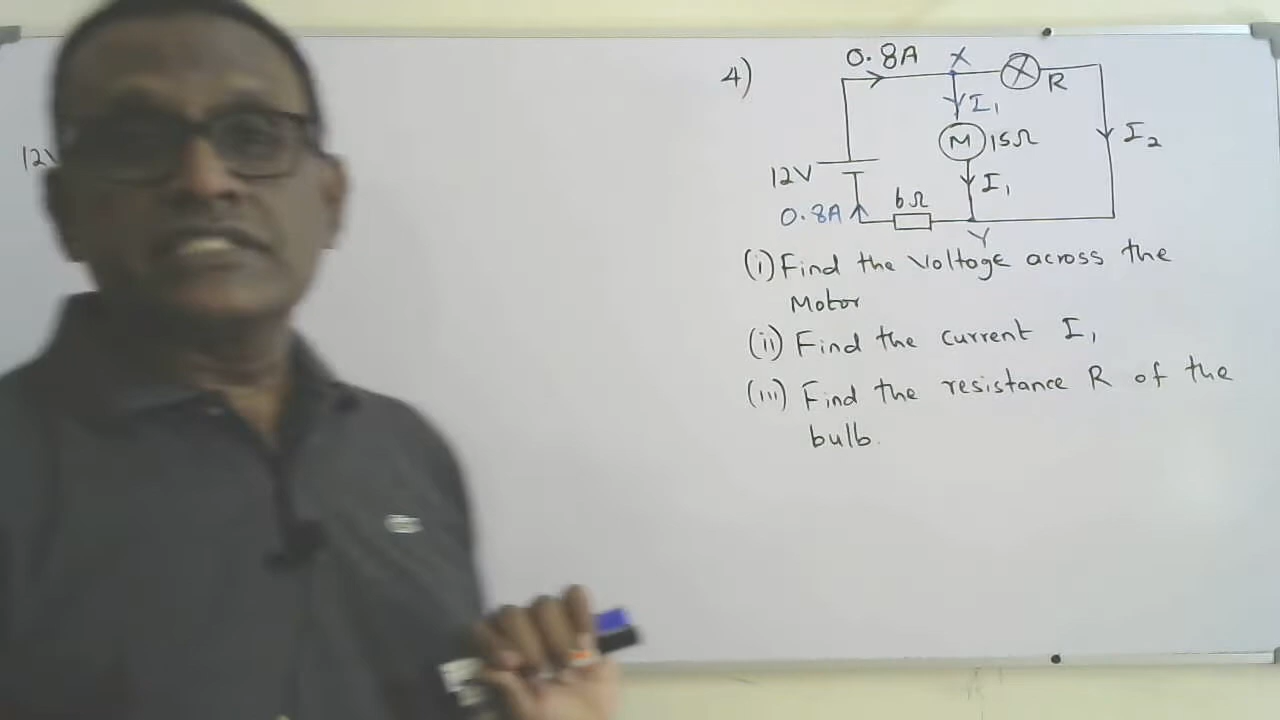 4)
0.8A X
R
I₁
M 15Ω
I₂
12V
I₁
6Ω
0.8A
Y
(i) Find the Voltage across the
Motor
(ii) Find the current I₁
(iii) Find the resistance R of the
bulb.
12V